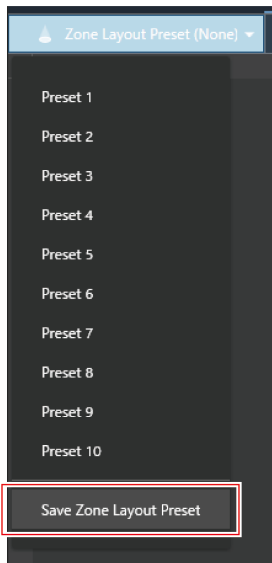 Zone Layout Preset (None)
Preset 1
Preset 2
Preset 3
Preset 4
Preset 5
Preset 6
Preset 7
Preset 8
Preset 9
Preset 10
Save Zone Layout Preset